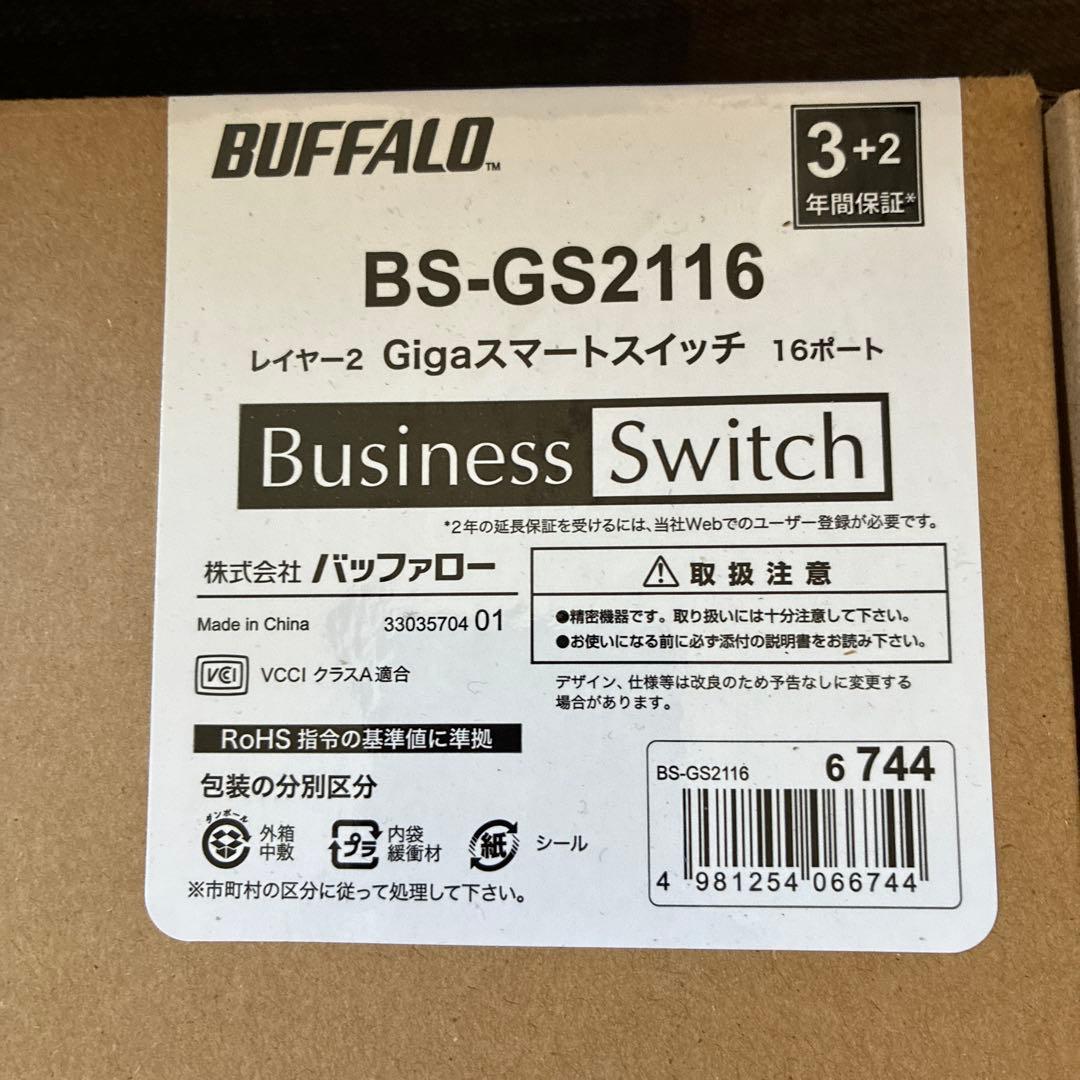 BUFFALO™
3+2
年間保証*
BS-GS2116
レイヤー2 Gigaスマートスイッチ 16ポート
Business Switch
*2年の延長保証を受けるには、当社Webでのユーザー登録が必要です。
株式会社 バッファロー
Made in China 33035704 01
VCCI クラスA適合
⚠取扱注意
●精密機器です。取り扱いには十分注意して下さい。
●お使いになる前に必ず添付の説明書をお読み下さい。
デザイン、仕様等は改良のため予告なしに変更する
場合があります。
RoHS 指令の基準値に準拠
包装の分別区分
ダンボール
外箱
中敷
プラ
内袋
緩衝材
紙
シール
※市町村の区分に従って処理して下さい。
BS-GS2116 6 744
4 981254 066744